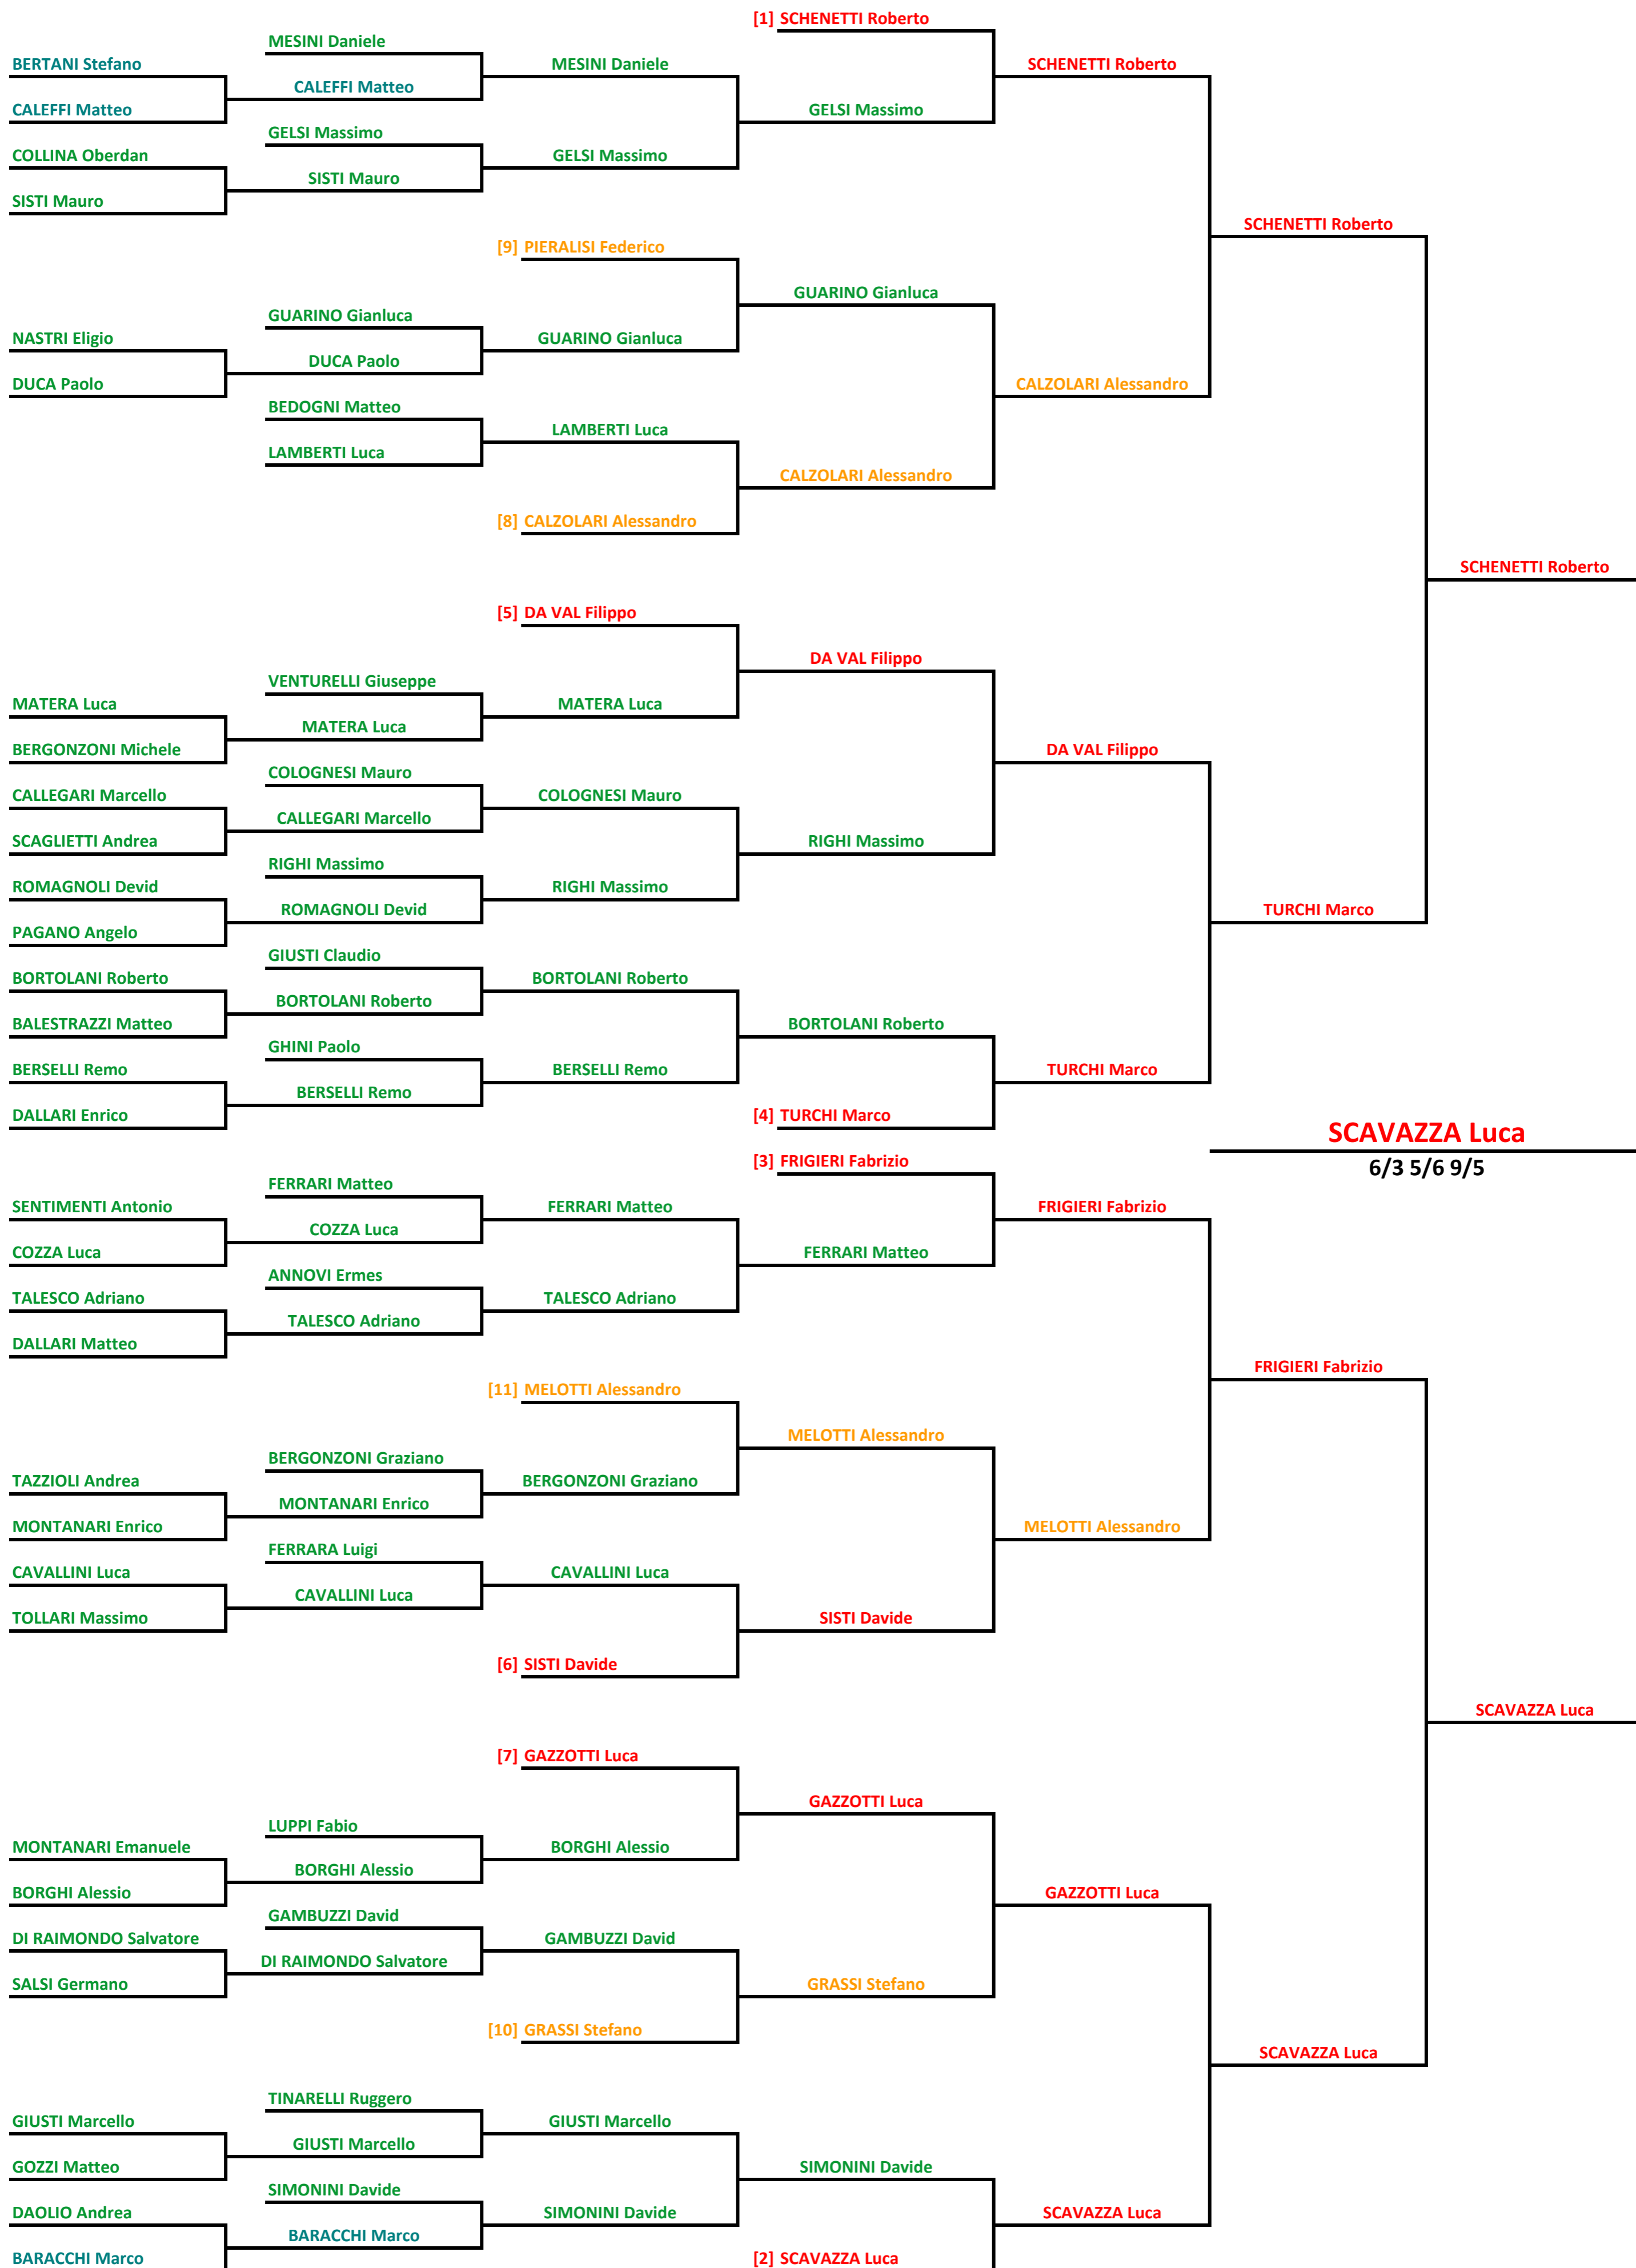 [1] SCHENETTI Roberto
MESINI Daniele
BERTANI Stefano
MESINI Daniele
SCHENETTI Roberto
CALEFFI Matteo
CALEFFI Matteo
GELSI Massimo
GELSI Massimo
COLLINA Oberdan
GELSI Massimo
SISTI Mauro
SISTI Mauro
SCHENETTI Roberto
[9] PIERALISI Federico
GUARINO Gianluca
GUARINO Gianluca
NASTRI Eligio
GUARINO Gianluca
DUCA Paolo
DUCA Paolo
CALZOLARI Alessandro
BEDOGNI Matteo
LAMBERTI Luca
LAMBERTI Luca
CALZOLARI Alessandro
[8] CALZOLARI Alessandro
SCHENETTI Roberto
[5] DA VAL Filippo
DA VAL Filippo
VENTURELLI Giuseppe
MATERA Luca
MATERA Luca
MATERA Luca
BERGONZONI Michele
DA VAL Filippo
COLOGNESI Mauro
CALLEGARI Marcello
COLOGNESI Mauro
CALLEGARI Marcello
SCAGLIETTI Andrea
RIGHI Massimo
RIGHI Massimo
ROMAGNOLI Devid
RIGHI Massimo
ROMAGNOLI Devid
TURCHI Marco
PAGANO Angelo
GIUSTI Claudio
BORTOLANI Roberto
BORTOLANI Roberto
BORTOLANI Roberto
BALESTRAZZI Matteo
BORTOLANI Roberto
GHINI Paolo
BERSELLI Remo
BERSELLI Remo
TURCHI Marco
BERSELLI Remo
DALLARI Enrico
[4] TURCHI Marco
SCAVAZZA Luca
[3] FRIGIERI Fabrizio
6/3 5/6 9/5
FERRARI Matteo
SENTIMENTI Antonio
FERRARI Matteo
FRIGIERI Fabrizio
COZZA Luca
COZZA Luca
FERRARI Matteo
ANNOVI Ermes
TALESCO Adriano
TALESCO Adriano
TALESCO Adriano
DALLARI Matteo
FRIGIERI Fabrizio
[11] MELOTTI Alessandro
MELOTTI Alessandro
BERGONZONI Graziano
TAZZIOLI Andrea
BERGONZONI Graziano
MONTANARI Enrico
MONTANARI Enrico
MELOTTI Alessandro
FERRARA Luigi
CAVALLINI Luca
CAVALLINI Luca
CAVALLINI Luca
TOLLARI Massimo
SISTI Davide
[6] SISTI Davide
SCAVAZZA Luca
[7] GAZZOTTI Luca
GAZZOTTI Luca
LUPPI Fabio
MONTANARI Emanuele
BORGHI Alessio
BORGHI Alessio
BORGHI Alessio
GAZZOTTI Luca
GAMBUZZI David
DI RAIMONDO Salvatore
GAMBUZZI David
DI RAIMONDO Salvatore
SALSI Germano
GRASSI Stefano
[10] GRASSI Stefano
SCAVAZZA Luca
TINARELLI Ruggero
GIUSTI Marcello
GIUSTI Marcello
GIUSTI Marcello
GOZZI Matteo
SIMONINI Davide
SIMONINI Davide
DAOLIO Andrea
SIMONINI Davide
SCAVAZZA Luca
BARACCHI Marco
BARACCHI Marco
[2] SCAVAZZA Luca